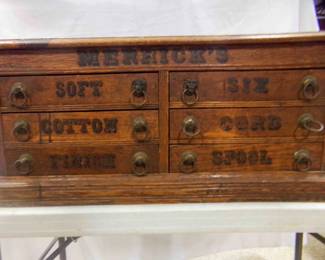 MERRICK'S
SOFT SIX
COTTON CORD
FINISH SPOOL